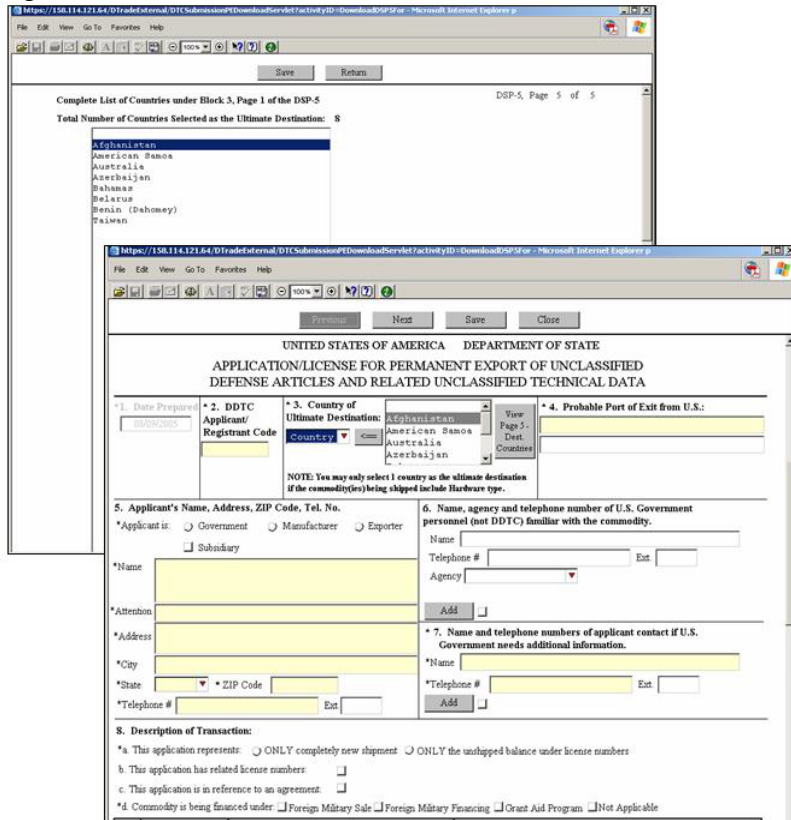 https://158.114.121.64/DTradeExternal/DTCSubmissionPEDownloadServlet?activityID=DownloadDSP5For - Microsoft Internet Explorer p
File Edit View Go To Favorites Help
100%
Save Return
DSP-5, Page 5 of 5
Complete List of Countries under Block 3, Page 1 of the DSP-5
Total Number of Countries Selected as the Ultimate Destination: 8
Afghanistan
American Samoa
Australia
Azerbaijan
Bahamas
Belarus
Benin (Dahomey)
Taiwan
https://158.114.121.64/DTradeExternal/DTCSubmissionPEDownloadServlet?activityID=DownloadDSP5For - Microsoft Internet Explorer p
File Edit View Go To Favorites Help
100%
Previous Next Save Close
UNITED STATES OF AMERICA DEPARTMENT OF STATE
APPLICATION/LICENSE FOR PERMANENT EXPORT OF UNCLASSIFIED
DEFENSE ARTICLES AND RELATED UNCLASSIFIED TECHNICAL DATA
*1. Date Prepared
08/09/2005
* 2. DDTC
Applicant/
Registrant Code
* 3. Country of
Ultimate Destination:
Country
<==
Afghanistan
American Samoa
Australia
Azerbaijan
View
Page 5 -
Dest.
Countries
NOTE: You may only select 1 country as the ultimate destination
if the commodity(ies) being shipped include Hardware type.
* 4. Probable Port of Exit from U.S.:
5. Applicant's Name, Address, ZIP Code, Tel. No.
*Applicant is: Government Manufacturer Exporter
Subsidiary
*Name
*Attention
*Address
*City
*State * ZIP Code
*Telephone # Ext
6. Name, agency and telephone number of U.S. Government
personnel (not DDTC) familiar with the commodity.
Name
Telephone # Ext.
Agency
Add
* 7. Name and telephone numbers of applicant contact if U.S.
Government needs additional information.
*Name
*Telephone # Ext.
Add
8. Description of Transaction:
*a. This application represents: ONLY completely new shipment ONLY the unshipped balance under license numbers
b. This application has related license numbers:
c. This application is in reference to an agreement:
*d. Commodity is being financed under: Foreign Military Sale Foreign Military Financing Grant Aid Program Not Applicable